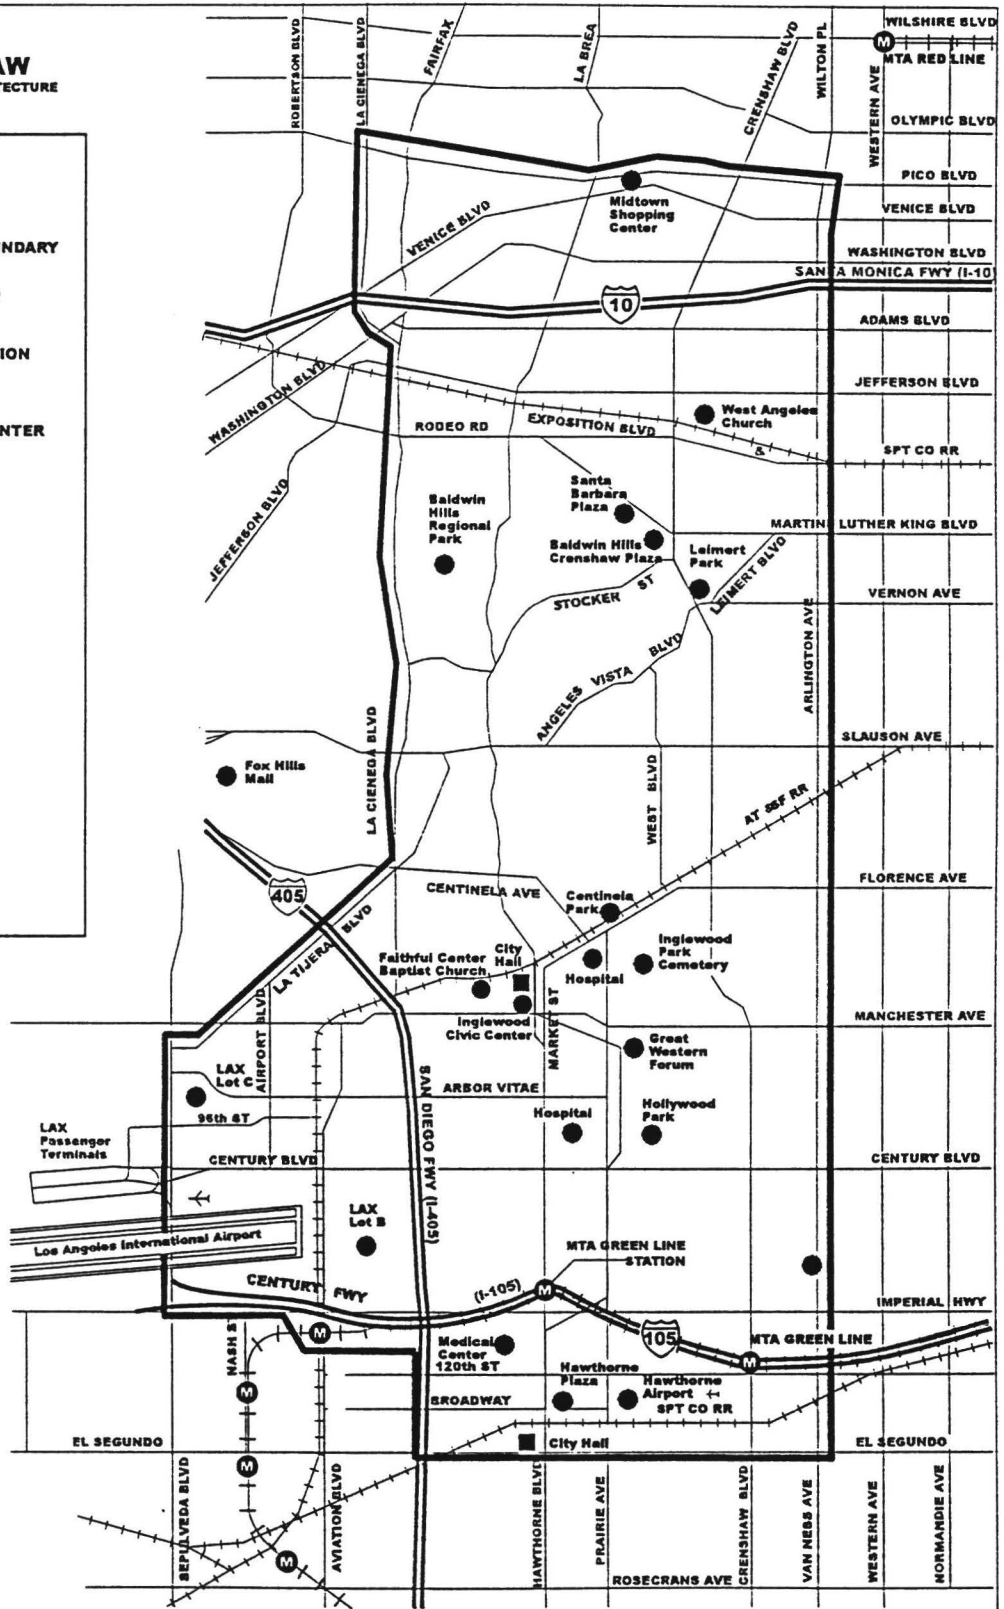 AW
TECTURE
NDARY
ION
NTER
ROBERTSON BLVD
LA CIENEGA BLVD
FAIRFAX
LA BREA
CRENSHAW BLVD
WILTON PL
WESTERN AVE
WILSHIRE BLVD
M
MTA RED LINE
OLYMPIC BLVD
PICO BLVD
Midtown
Shopping
Center
VENICE BLVD
VENICE BLVD
WASHINGTON BLVD
SANTA MONICA FWY (I-10)
10
ADAMS BLVD
WASHINGTON BLVD
JEFFERSON BLVD
West Angeles
Church
RODEO RD
EXPOSITION BLVD
&
SPT CO RR
JEFFERSON BLVD
Baldwin
Hills
Regional
Park
Santa
Barbara
Plaza
MARTIN LUTHER KING BLVD
Baldwin Hills
Crenshaw Plaza
Leimert
Park
LEIMERT BLVD
STOCKER ST
VERNON AVE
ARLINGTON AVE
ANGELES VISTA BLVD
LA CIENEGA BLVD
SLAUSON AVE
Fox Hills
Mall
WEST BLVD
AT SSF RR
405
CENTINELA AVE
FLORENCE AVE
Centinela
Park
LA TIJERA BLVD
Faithful Center
Baptist Church
City
Hall
Hospital
Inglewood
Park
Cemetery
AIRPORT BLVD
Inglewood
Civic Center
MARKET ST
MANCHESTER AVE
Great
Western
Forum
LAX
Lot C
ARBOR VITAE
SAN DIEGO FWY (I-405)
96th ST
Hospital
Hollywood
Park
LAX
Passenger
Terminals
CENTURY BLVD
CENTURY BLVD
LAX
Lot B
Los Angeles International Airport
MTA GREEN LINE
STATION
CENTURY FWY
(I-105)
M
IMPERIAL HWY
105
MTA GREEN LINE
M
NASH ST
M
Medical
Center
120th ST
M
Hawthorne
Plaza
Hawthorne
Airport
BROADWAY
SPT CO RR
EL SEGUNDO
City Hall
EL SEGUNDO
M
SEPULVEDA BLVD
AVIATION BLVD
HAWTHORNE BLVD
PRAIRIE AVE
CRENSHAW BLVD
VAN NESS AVE
WESTERN AVE
NORMANDIE AVE
M
ROSECRANS AVE